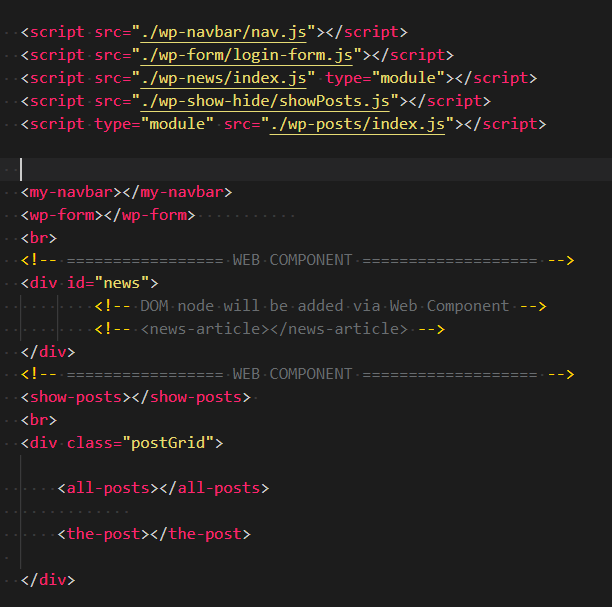 <script src="./wp-navbar/nav.js"></script>
<script src="./wp-form/login-form.js"></script>
<script src="./wp-news/index.js" type="module"></script>
<script src="./wp-show-hide/showPosts.js"></script>
<script type="module" src="./wp-posts/index.js"></script>
<my-navbar></my-navbar>
<wp-form></wp-form>
<br>
<!-- ================= WEB COMPONENT =================== -->
<div id="news">
<!-- DOM node will be added via Web Component -->
<!-- <news-article></news-article> -->
</div>
<!-- ================= WEB COMPONENT =================== -->
<show-posts></show-posts>
<br>
<div class="postGrid">
<all-posts></all-posts>
<the-post></the-post>
</div>